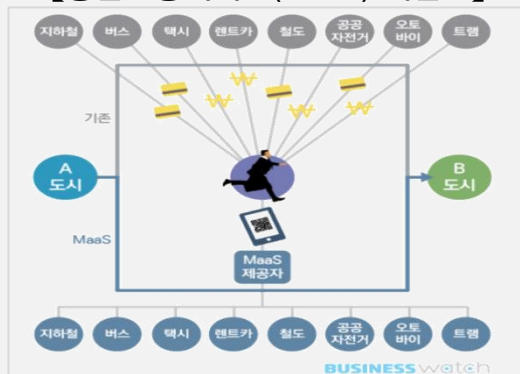 지하철
버스
택시
렌트카
철도
공공
자전거
오토
바이
트램
기존
A
도시
B
도시
MaaS
MaaS
제공자
지하철
버스
택시
렌트카
철도
공공
자전거
오토
바이
트램
BUSINESS watch